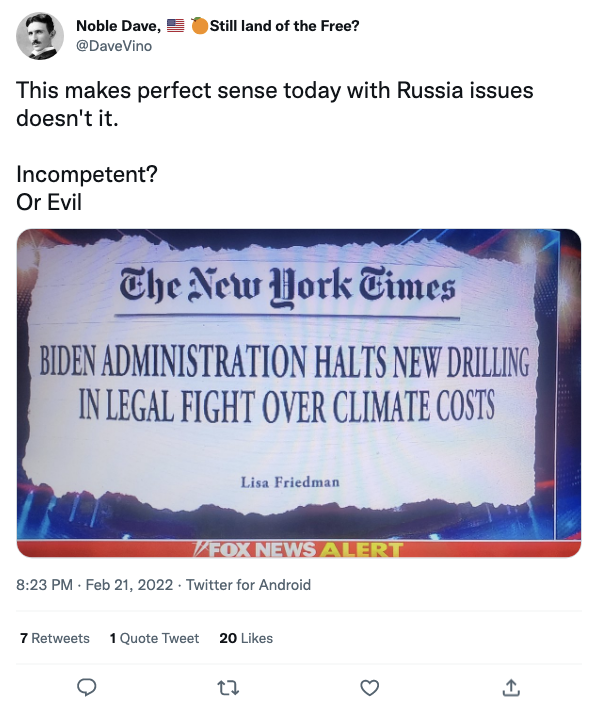 Noble Dave, 🇺🇸 🍊Still land of the Free?
@DaveVino
This makes perfect sense today with Russia issues
doesn't it.
Incompetent?
Or Evil
The New York Times
BIDEN ADMINISTRATION HALTS NEW DRILLING
IN LEGAL FIGHT OVER CLIMATE COSTS
Lisa Friedman
FOX NEWS ALERT
8:23 PM · Feb 21, 2022 · Twitter for Android
7 Retweets 1 Quote Tweet 20 Likes